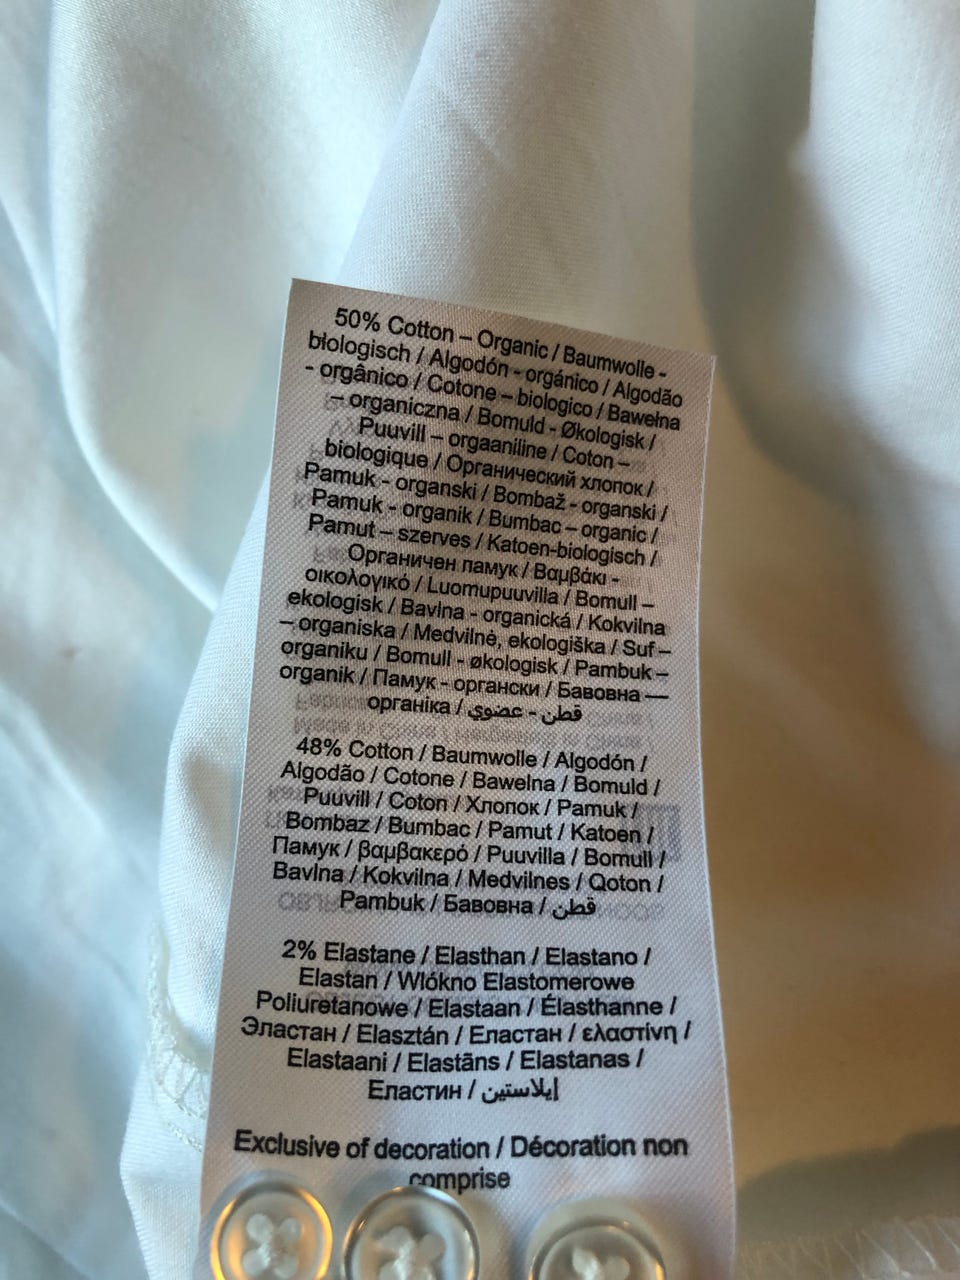 50% Cotton – Organic / Baumwolle -
biologisch / Algodón - orgánico / Algodão
- orgânico / Cotone – biologico / Bawełna
– organiczna / Bomuld - Økologisk /
Puuvill – orgaaniline / Coton –
biologique / Органический хлопок /
Pamuk - organski / Bombaž - organski /
Pamuk - organik / Bumbac – organic /
Pamut – szerves / Katoen-biologisch /
Органичен памук / Βαμβάκι -
οικολογικό / Luomupuuvilla / Bomull –
ekologisk / Bavlna - organická / Kokvilna
– organiska / Medvilnė, ekologiška / Suf –
organiku / Bomull - økologisk / Pambuk –
organik / Памук - органски / Бавовна —
органіка / قطن - عضوي
48% Cotton / Baumwolle / Algodón /
Algodão / Cotone / Bawelna / Bomuld /
Puuvill / Coton / Хлопок / Pamuk /
Bombaz / Bumbac / Pamut / Katoen /
Памук / βαμβακερό / Puuvilla / Bomull /
Bavlna / Kokvilna / Medvilnes / Qoton /
Pambuk / Бавовна / قطن
2% Elastane / Elasthan / Elastano /
Elastan / Wlókno Elastomerowe
Poliuretanowe / Elastaan / Élasthanne /
Эластан / Elasztán / Еластан / ελαστίνη /
Elastaani / Elastāns / Elastanas /
Еластин / إيلاستين
Exclusive of decoration / Décoration non
comprise